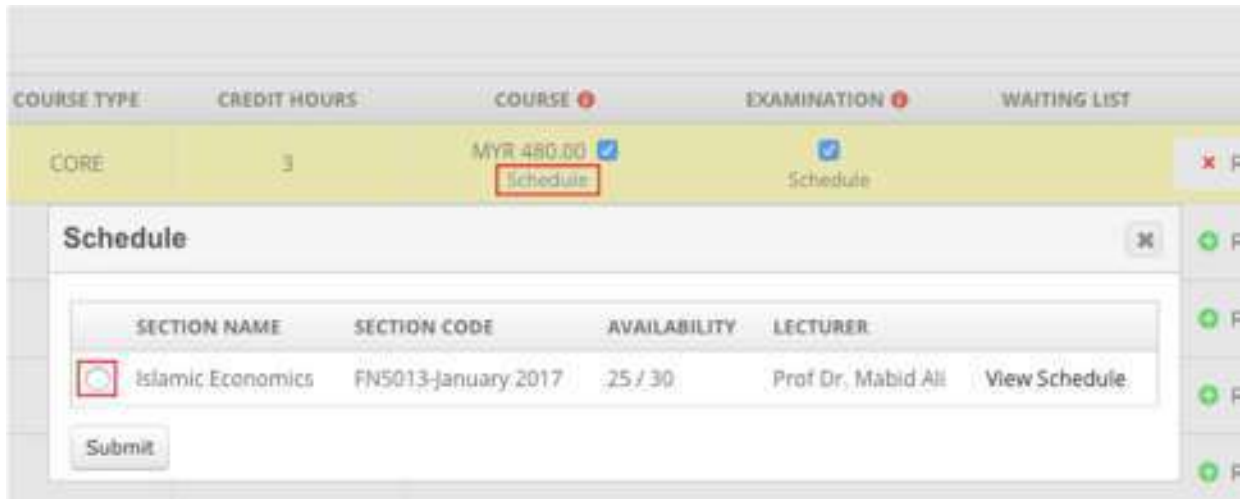 COURSE TYPE CREDIT HOURS COURSE EXAMINATION WAITING LIST
CORE 3 MYR 480.00
Schedule Schedule
R
Schedule
R
SECTION NAME SECTION CODE AVAILABILITY LECTURER
R
Islamic Economics FN5013-January 2017 25 / 30 Prof Dr. Mabid Ali View Schedule
R
Submit
R